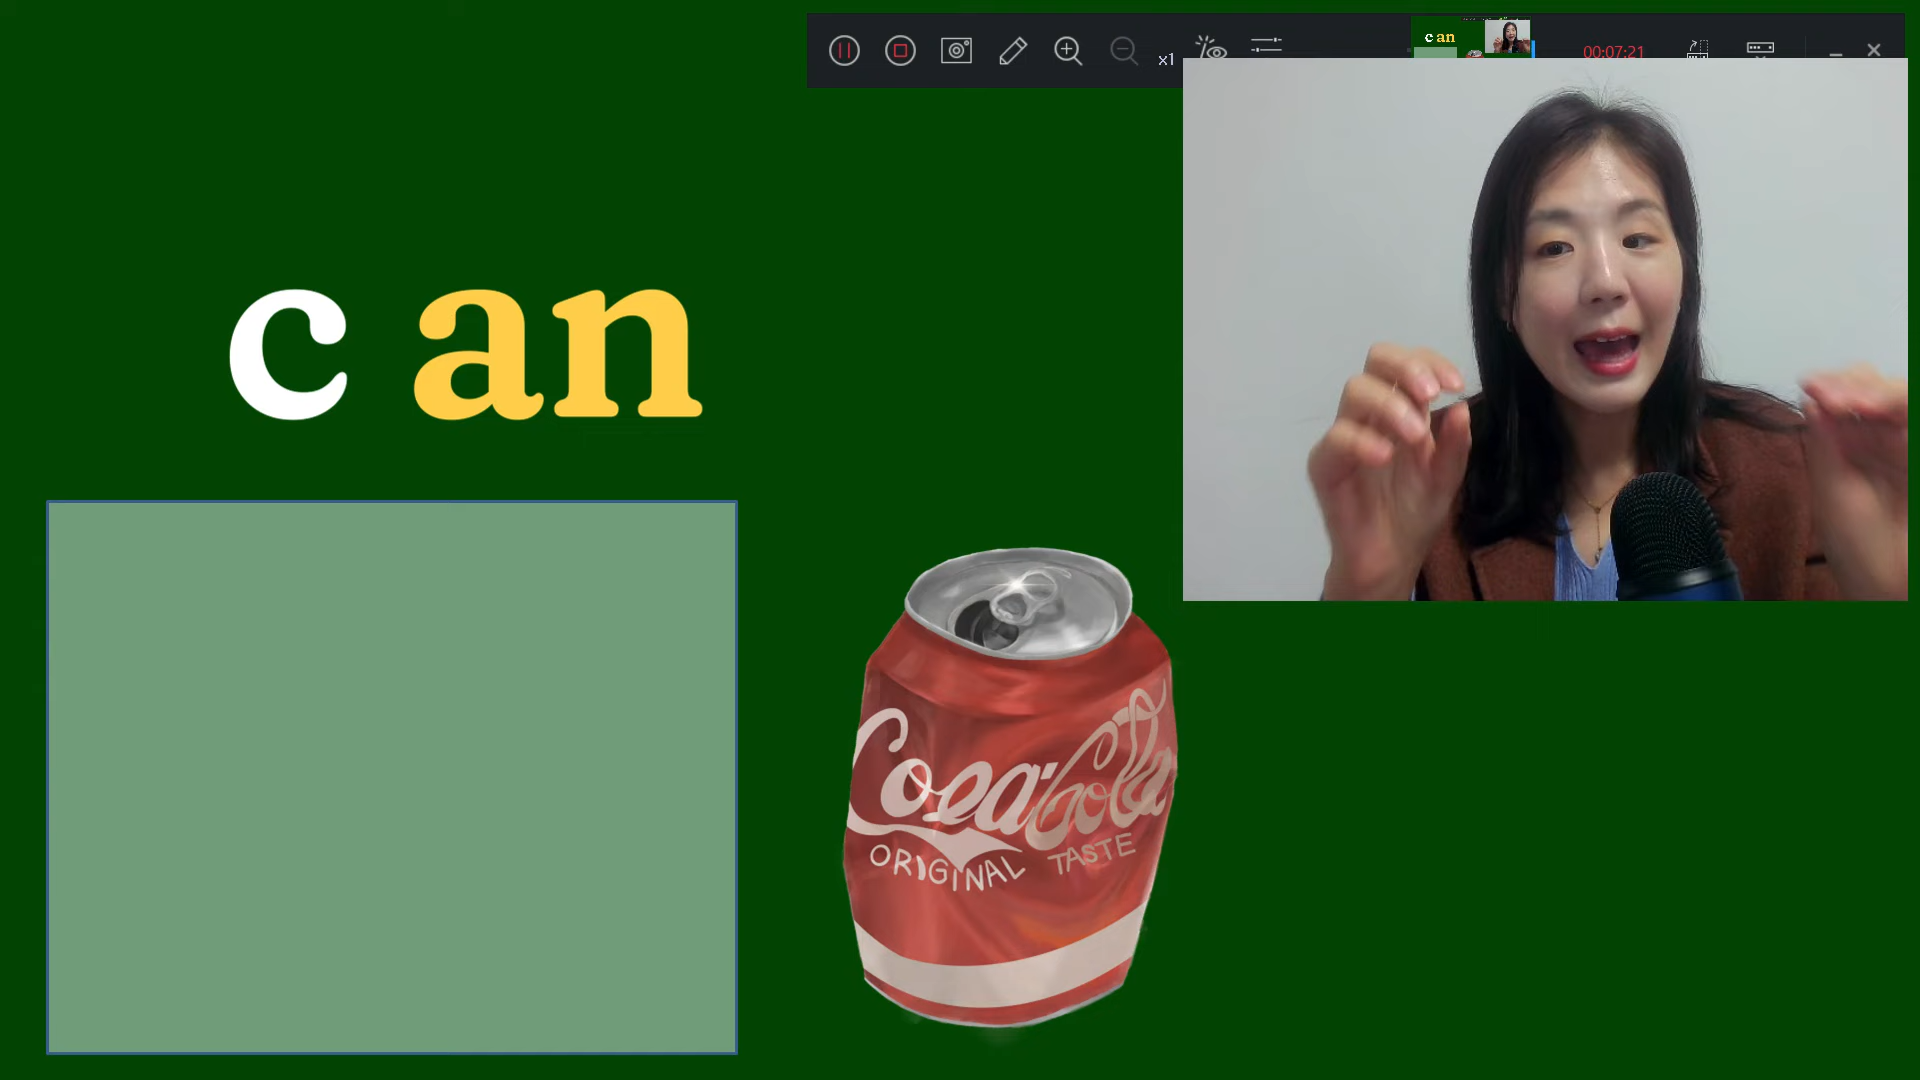 x1
c an
00:07:21
c an
Coca-Cola
ORIGINAL TASTE